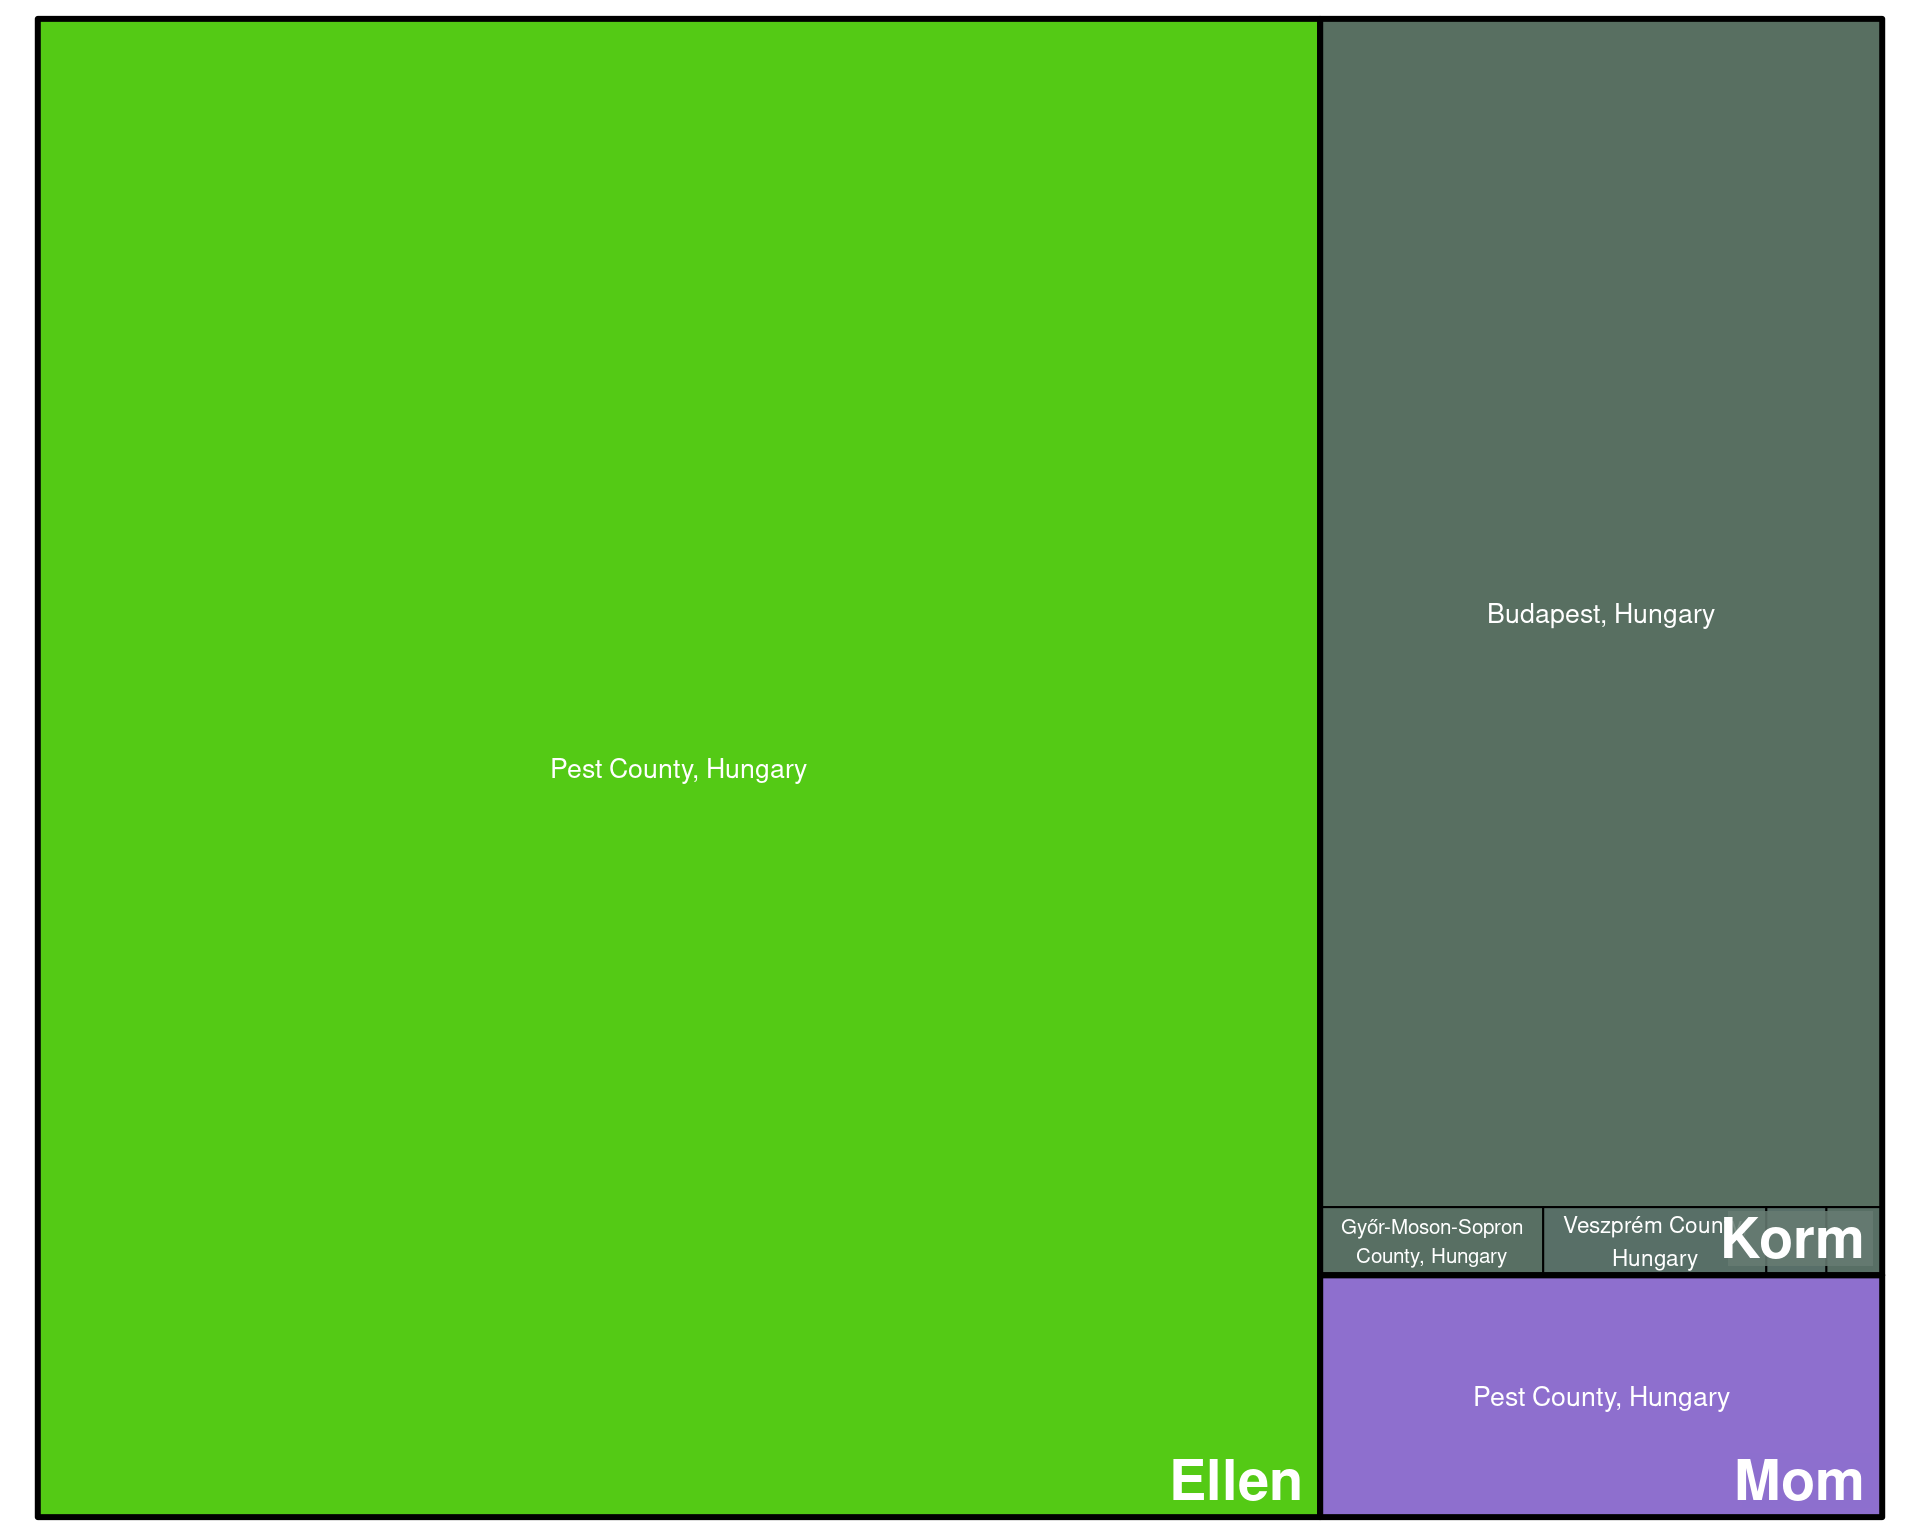 Pest County, Hungary
Ellen
Budapest, Hungary
Győr-Moson-Sopron
County, Hungary
Veszprém Coun
Hungary
Korm
Pest County, Hungary
Mom